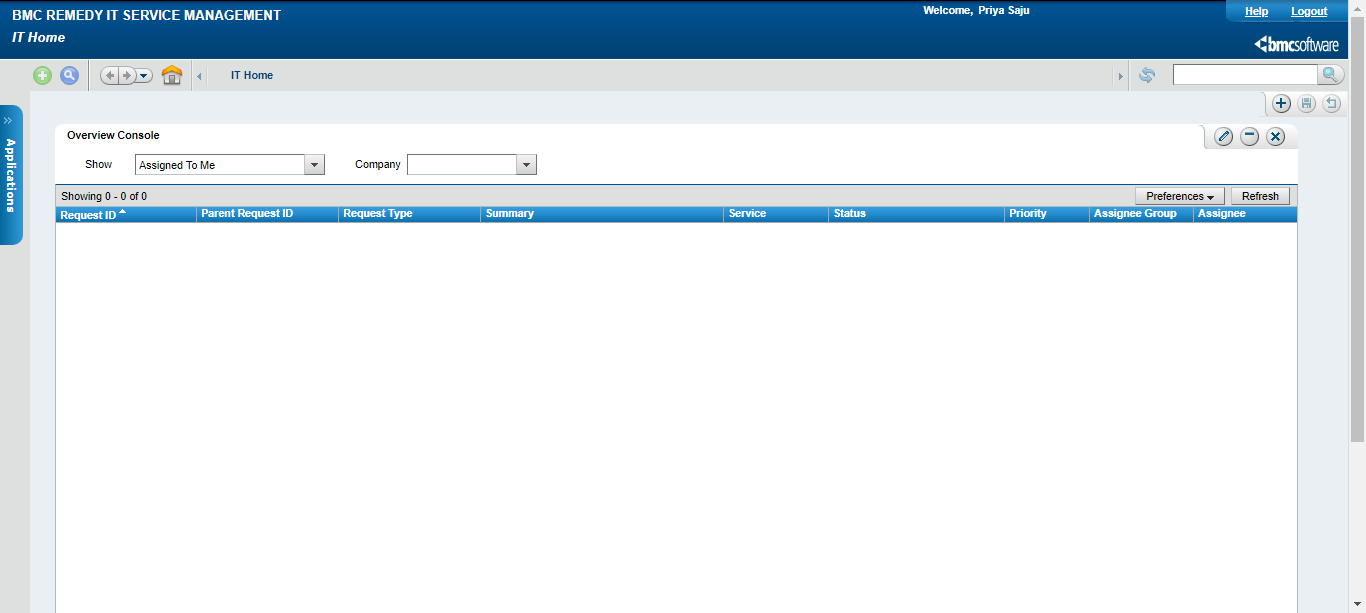 BMC REMEDY IT SERVICE MANAGEMENT
Welcome, Priya Saju
Help Logout
IT Home
bmcsoftware
IT Home
Applications
Overview Console
Show Assigned To Me Company
Showing 0 - 0 of 0
Preferences Refresh
Request ID Parent Request ID Request Type Summary Service Status Priority Assignee Group Assignee